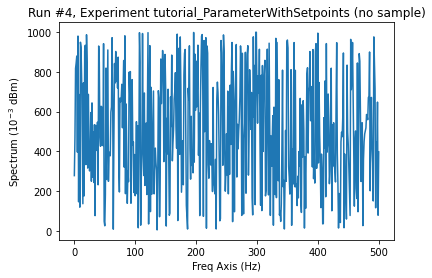 Run #4, Experiment tutorial_ParameterWithSetpoints (no sample)
1000
800
600
400
200
0
Spectrum (10⁻³ dBm)
0 100 200 300 400 500
Freq Axis (Hz)